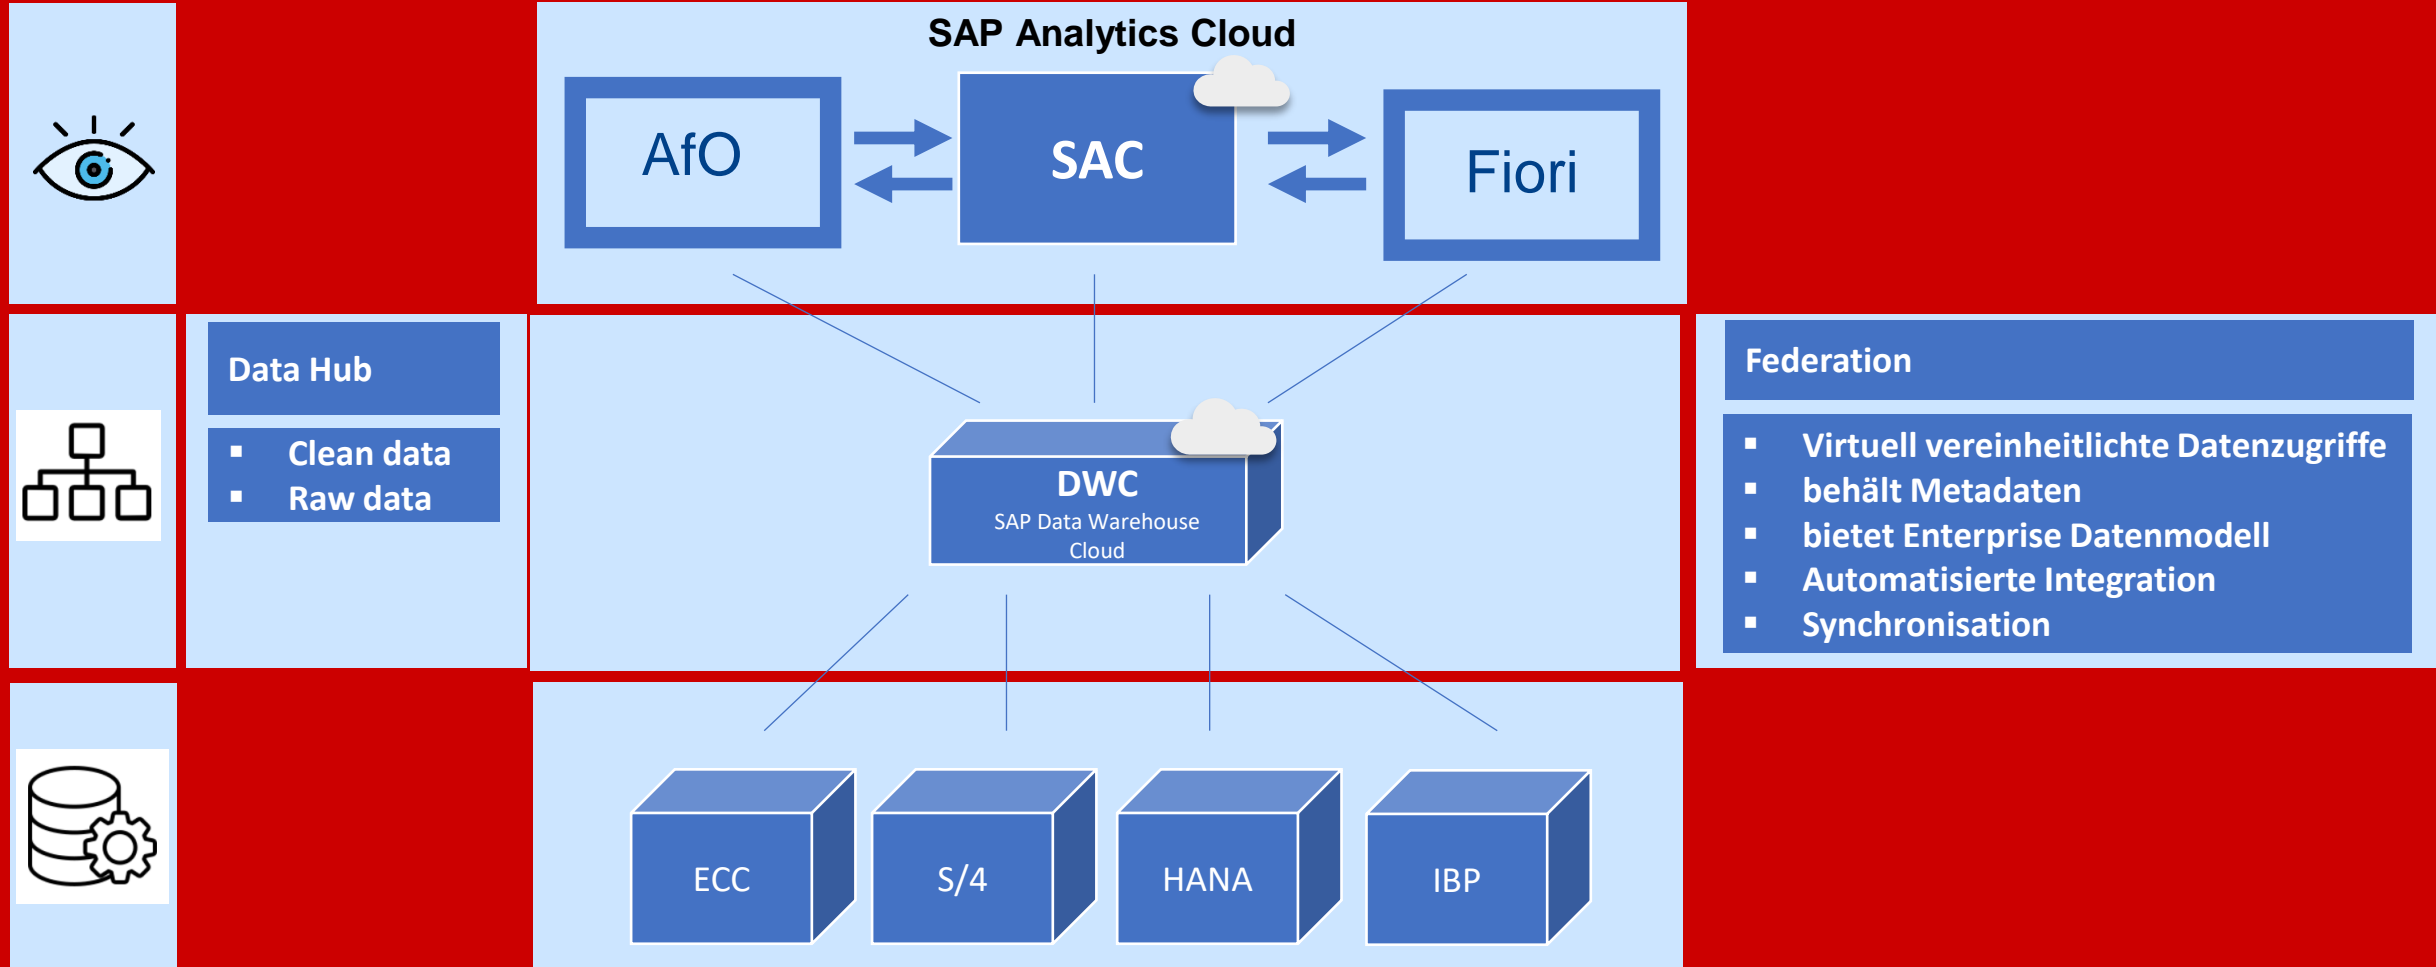 SAP Analytics Cloud
AfO
SAC
Fiori
Data Hub
▪ Clean data
▪ Raw data
DWC
SAP Data Warehouse
Cloud
Federation
▪ Virtuell vereinheitlichte Datenzugriffe
▪ behält Metadaten
▪ bietet Enterprise Datenmodell
▪ Automatisierte Integration
▪ Synchronisation
ECC
S/4
HANA
IBP